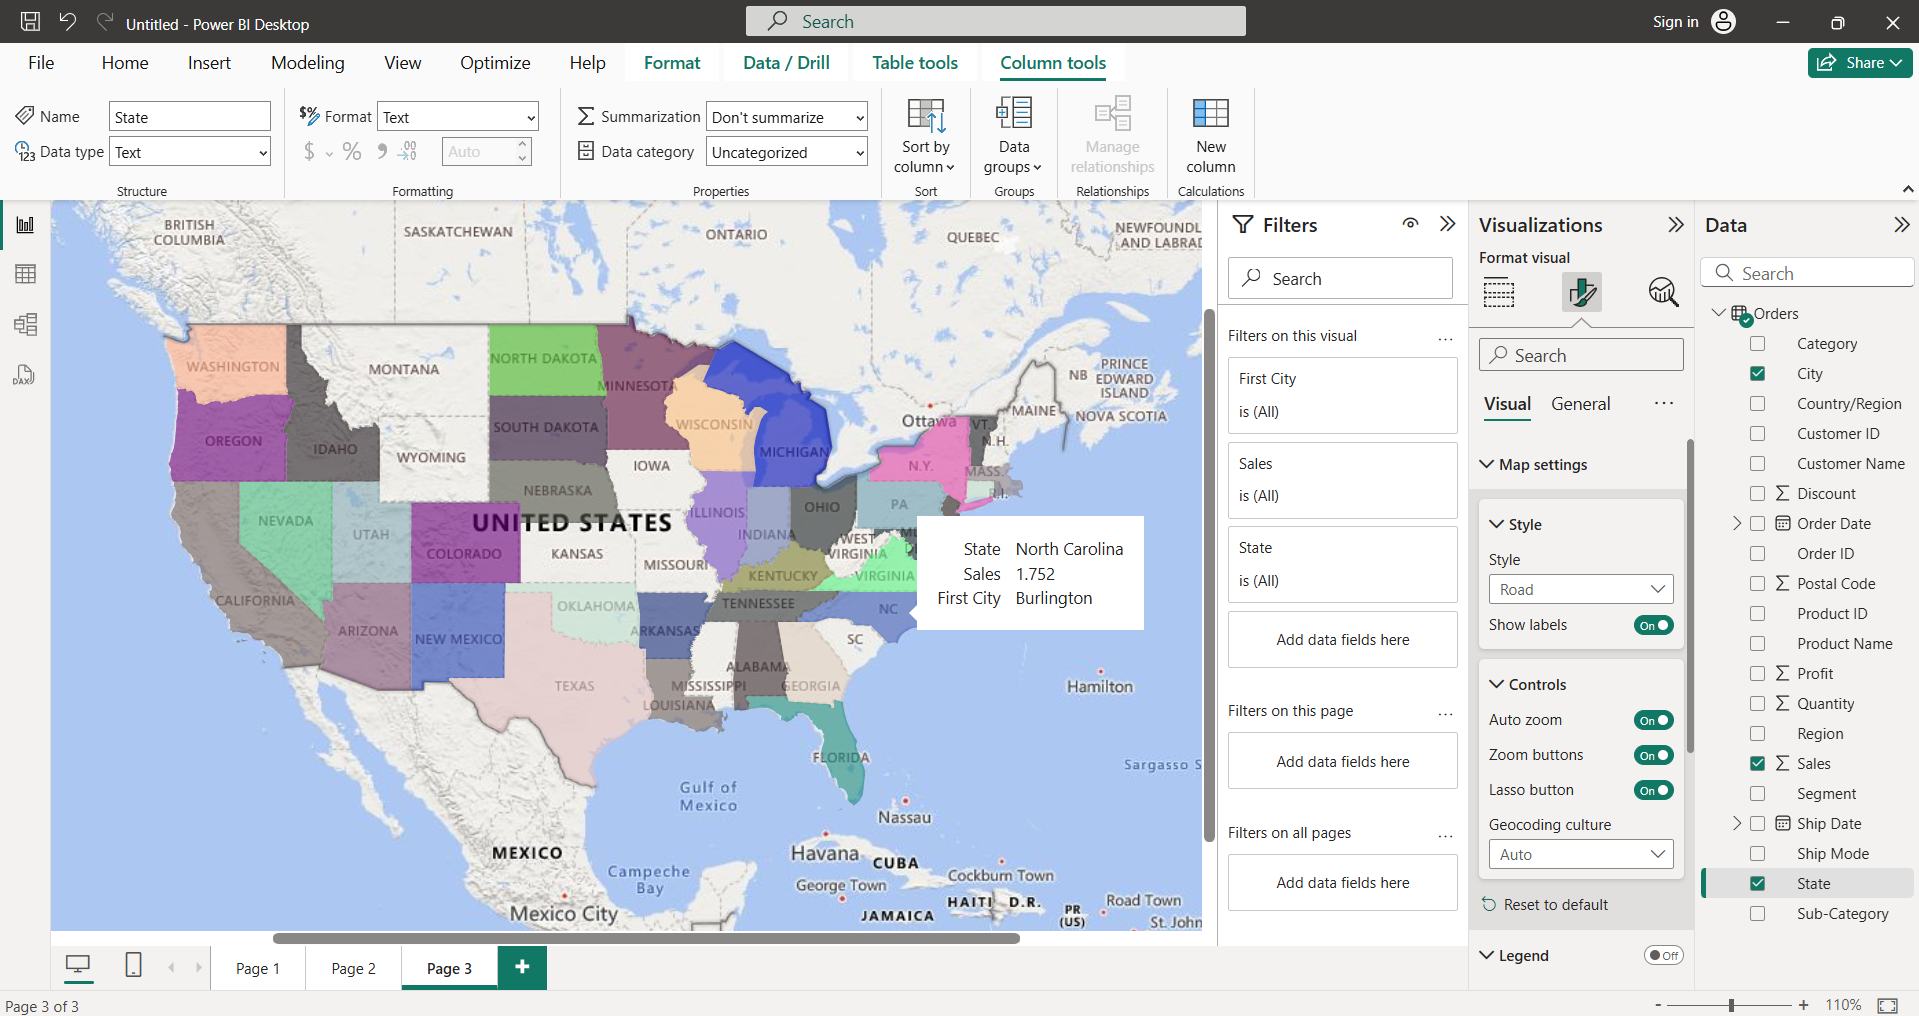 Untitled - Power BI Desktop
Search
Sign in
File Home Insert Modeling View Optimize Help Format Data / Drill Table tools Column tools
Share
Name State
Data type Text
Structure
$% Format Text
$ % Auto
Formatting
Summarization Don't summarize
Data category Uncategorized
Properties
Sort by column
Sort
Data groups
Groups
Manage relationships
Relationships
New column
Calculations
BRITISH COLUMBIA
SASKATCHEWAN
ONTARIO
QUEBEC
NEWFOUNDL
AND LABRAD
WASHINGTON
MONTANA
NORTH DAKOTA
MINNESOTA
NB
PRINCE EDWARD ISLAND
NOVA SCOTIA
MAINE
Ottawa
VT.
N.H.
OREGON
IDAHO
WYOMING
SOUTH DAKOTA
WISCONSIN
MICHIGAN
N.Y.
MASS.
R.I.
IOWA
NEBRASKA
NEVADA
UTAH
COLORADO
UNITED STATES
KANSAS
MISSOURI
ILLINOIS
INDIANA
OHIO
PA
WEST VIRGINIA
VIRGINIA
KENTUCKY
CALIFORNIA
ARIZONA
NEW MEXICO
OKLAHOMA
ARKANSAS
TENNESSEE
NC
SC
TEXAS
LOUISIANA
MISSISSIPPI
ALABAMA
GEORGIA
FLORIDA
State North Carolina
Sales 1.752
First City Burlington
Hamilton
Sargasso S
Gulf of Mexico
Nassau
MEXICO
Havana
CUBA
Campeche Bay
George Town
Cockburn Town
HAITI
D.R.
PR (US)
Road Town
JAMAICA
St. John
Mexico City
Filters
Search
Filters on this visual ...
First City
is (All)
Sales
is (All)
State
is (All)
Add data fields here
Filters on this page ...
Add data fields here
Filters on all pages ...
Add data fields here
Visualizations
Format visual
Search
Visual General ...
Map settings
Style
Style
Road
Show labels On
Controls
Auto zoom On
Zoom buttons On
Lasso button On
Geocoding culture
Auto
Reset to default
Legend Off
Data
Search
Orders
Category
City
Country/Region
Customer ID
Customer Name
Discount
Order Date
Order ID
Postal Code
Product ID
Product Name
Profit
Quantity
Region
Sales
Segment
Ship Date
Ship Mode
State
Sub-Category
Page 1 Page 2 Page 3 +
Page 3 of 3
- + 110%